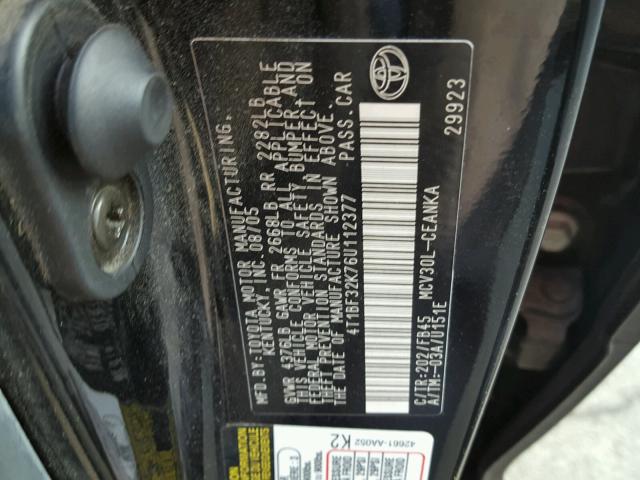 MFD.BY:TOYOTA MOTOR MANUFACTURING,
KENTUCKY INC. 08/05
GVWR 4376LB GAWR FR 2668LB RR 2282LB
THIS VEHICLE CONFORMS TO ALL APPLICABLE
FEDERAL MOTOR VEHICLE SAFETY BUMPER, AND
THEFT PREVENTION STANDARDS IN EFFECT ON
THE DATE OF MANUFACTURE SHOWN ABOVE.
4T1BF32K76U112377 PASS.CAR
C/TR:202/FB45 MCV30L-CEANKA
A/TM:-03A/U151E 29923
42661-AA052
K2